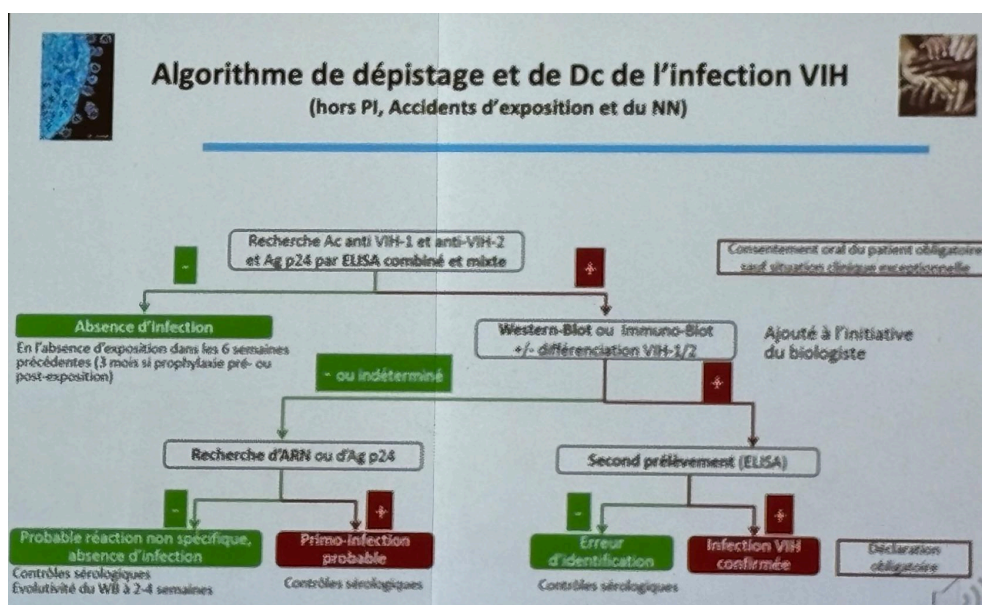 Algorithme de dépistage et de Dc de l'infection VIH
(hors PI, Accidents d'exposition et du NN)
Recherche Ac anti VIH-1 et anti-VIH-2
et Ag p24 par ELISA combiné et mixte
-
+
Consentement oral du patient obligatoire
sauf situation clinique exceptionnelle
Absence d'infection
En l'absence d'exposition dans les 6 semaines
précédentes (3 mois si prophylaxie pré- ou
post-exposition)
Western-Blot ou Immuno-Blot
+/- différenciation VIH-1/2
Ajouté à l'initiative
du biologiste
- ou indéterminé
+
Recherche d'ARN ou d'Ag p24
Second prélèvement (ELISA)
-
+
-
+
Probable réaction non spécifique,
absence d'infection
Contrôles sérologiques
Evolutivité du WB à 2-4 semaines
Primo-infection
probable
Contrôles sérologiques
Erreur
d'identification
Contrôles sérologiques
Infection VIH
confirmée
Déclaration
obligatoire